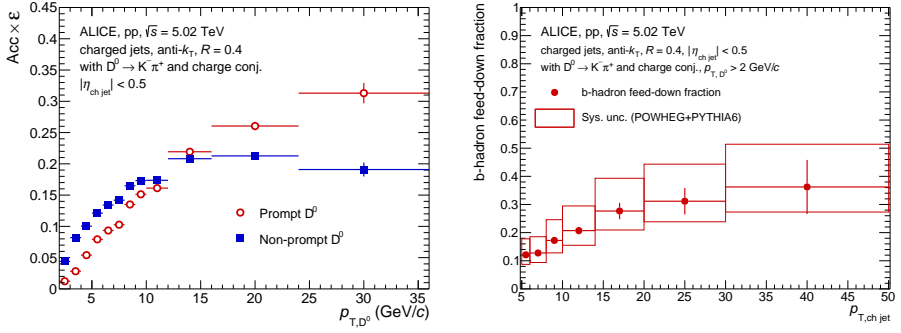 Acc × ε
0.45
0.4
0.35
0.3
0.25
0.2
0.15
0.1
0.05
0
ALICE, pp, √s = 5.02 TeV
charged jets, anti-kT, R = 0.4
with D⁰ → K⁻π⁺ and charge conj.
|ηch jet| < 0.5
Prompt D⁰
Non-prompt D⁰
5 10 15 20 25 30 35
pT,D⁰ (GeV/c)
b-hadron feed-down fraction
1
0.9
0.8
0.7
0.6
0.5
0.4
0.3
0.2
0.1
0
ALICE, pp, √s = 5.02 TeV
charged jets, anti-kT, R = 0.4, |ηch jet| < 0.5
with D⁰ → K⁻π⁺ and charge conj., pT, D⁰ > 2 GeV/c
b-hadron feed-down fraction
Sys. unc. (POWHEG+PYTHIA6)
5 10 15 20 25 30 35 40 45 50
pT,ch jet